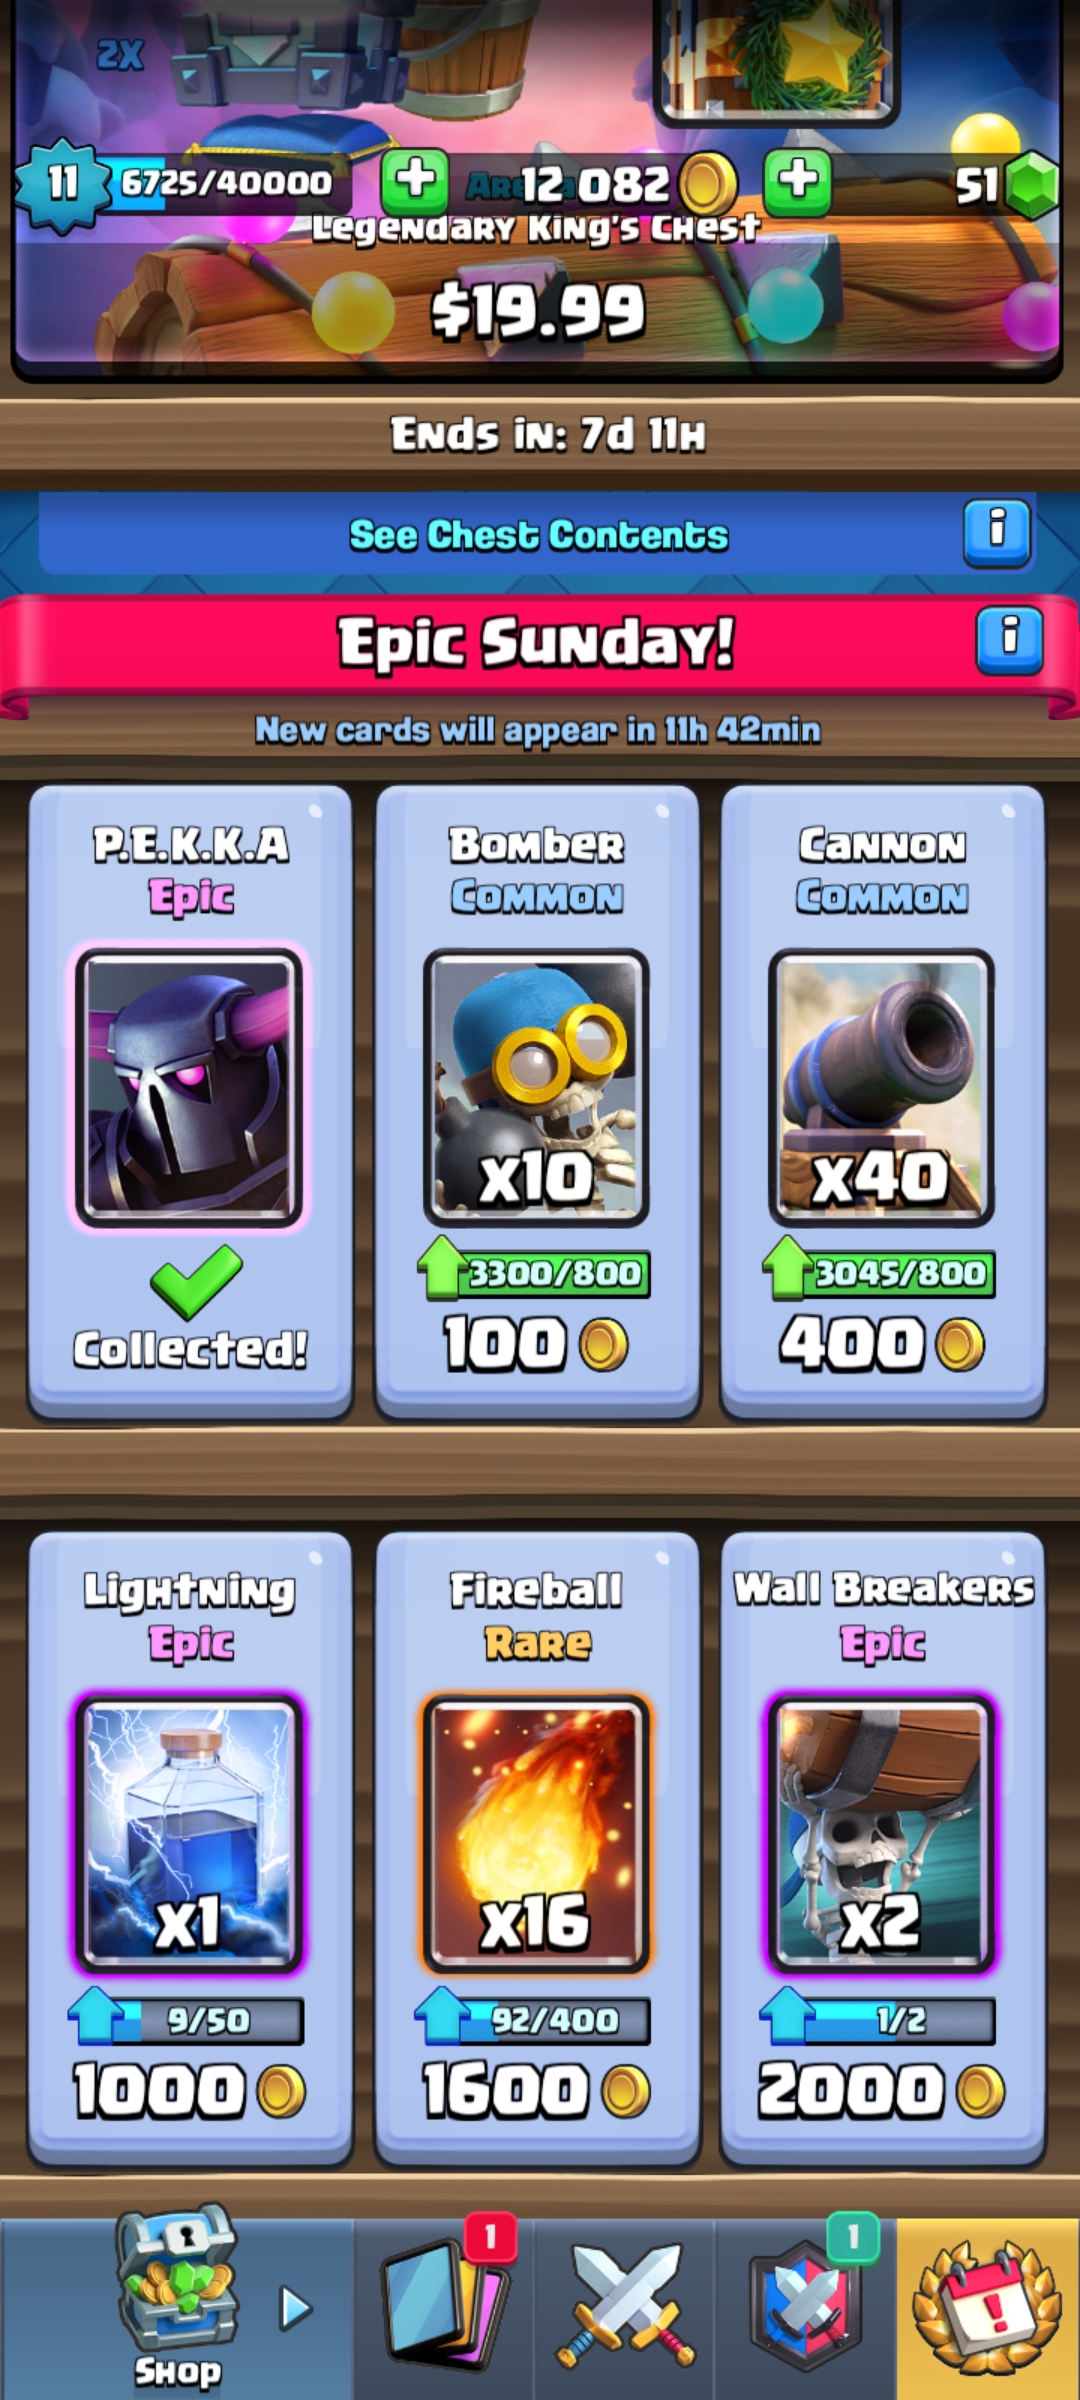 2X
11
6725/40000
12 082
51
Legendary King's Chest
$19.99
Ends in: 7d 11h
See Chest Contents
i
Epic Sunday!
i
New cards will appear in 11h 42min
P.E.K.K.A
Epic
Collected!
Bomber
Common
x10
3300/800
100
Cannon
Common
x40
3045/800
400
Lightning
Epic
x1
9/50
1000
Fireball
Rare
x16
92/400
1600
Wall Breakers
Epic
x2
1/2
2000
Shop
1
1